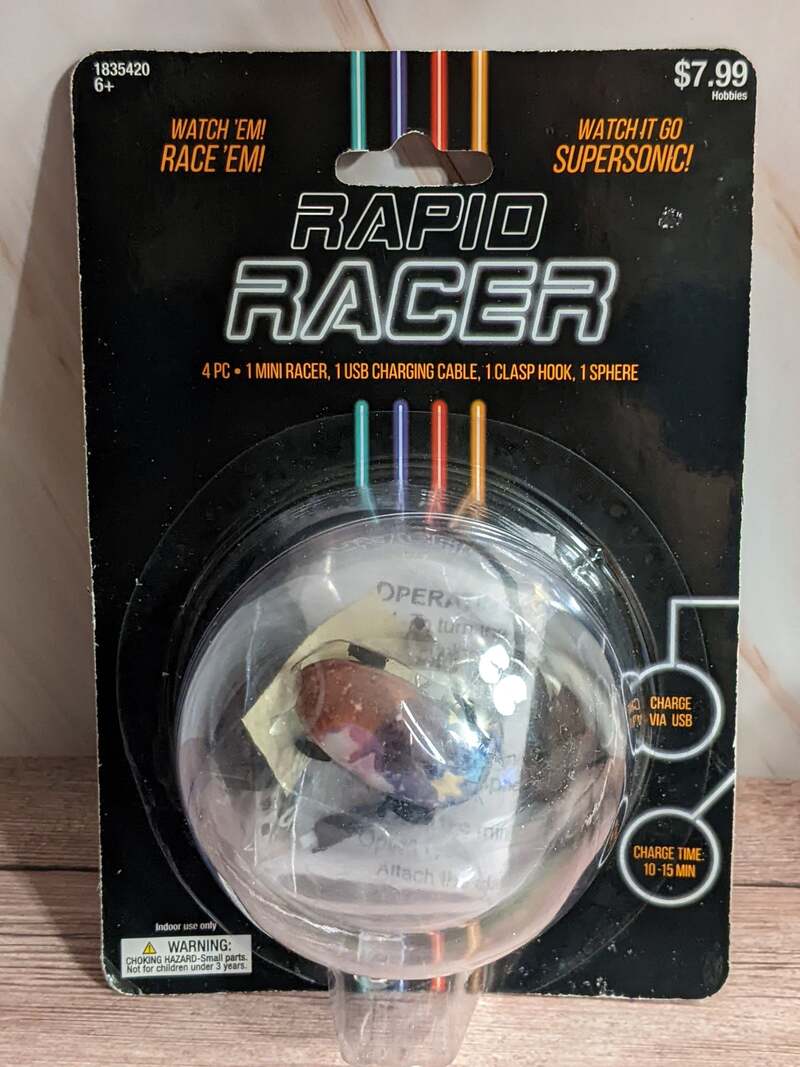 1835420
6+
$7.99
Hobbies
WATCH 'EM!
RACE 'EM!
WATCH IT GO
SUPERSONIC!
RAPID
RACER
4 PC • 1 MINI RACER, 1 USB CHARGING CABLE, 1 CLASP HOOK, 1 SPHERE
CHARGE
VIA USB
CHARGE TIME:
10-15 MIN
Indoor use only
WARNING:
CHOKING HAZARD-Small parts.
Not for children under 3 years.
turn
Attach